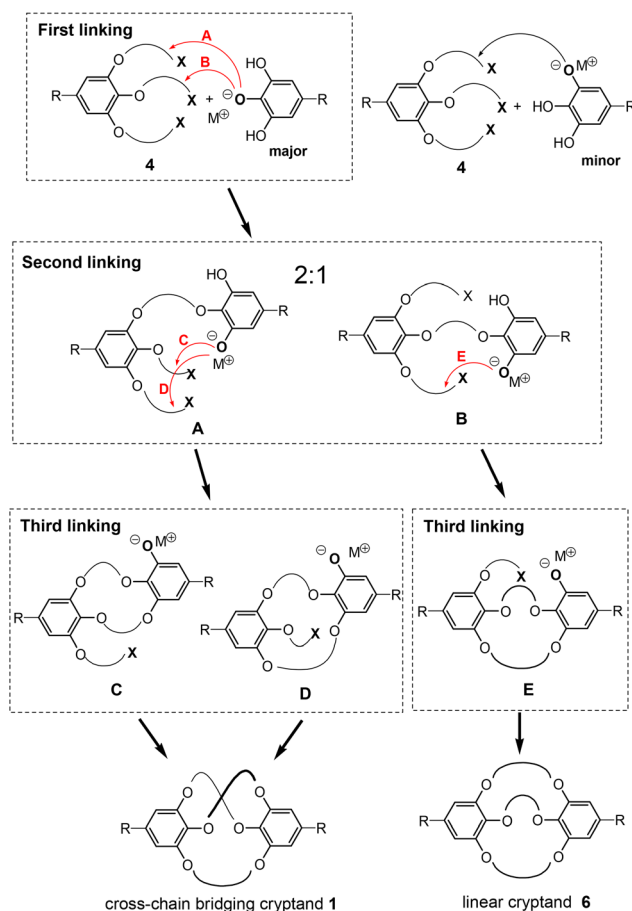 First linking
A
B
O
X
O
X
O
X
R
+
⊖O
M⊕
HO
HO
R
major
4
O
X
O
X
O
X
R
+
⊖O M⊕
HO
HO
R
minor
4
Second linking
2:1
O
O
HO
R
O
R
O
X
X
⊖O
M⊕
C
D
A
O
X
HO
R
O
O
R
O
X
E
⊖O
M⊕
B
Third linking
⊖O M⊕
O
O
R
O
O
R
O
X
C
⊖O M⊕
O
O
R
O
X
O
R
O
D
Third linking
O
X
⊖O M⊕
R
O
O
R
O
O
E
O
O
R
O
O
R
O
O
cross-chain bridging cryptand 1
O
O
R
O
O
R
O
O
linear cryptand 6